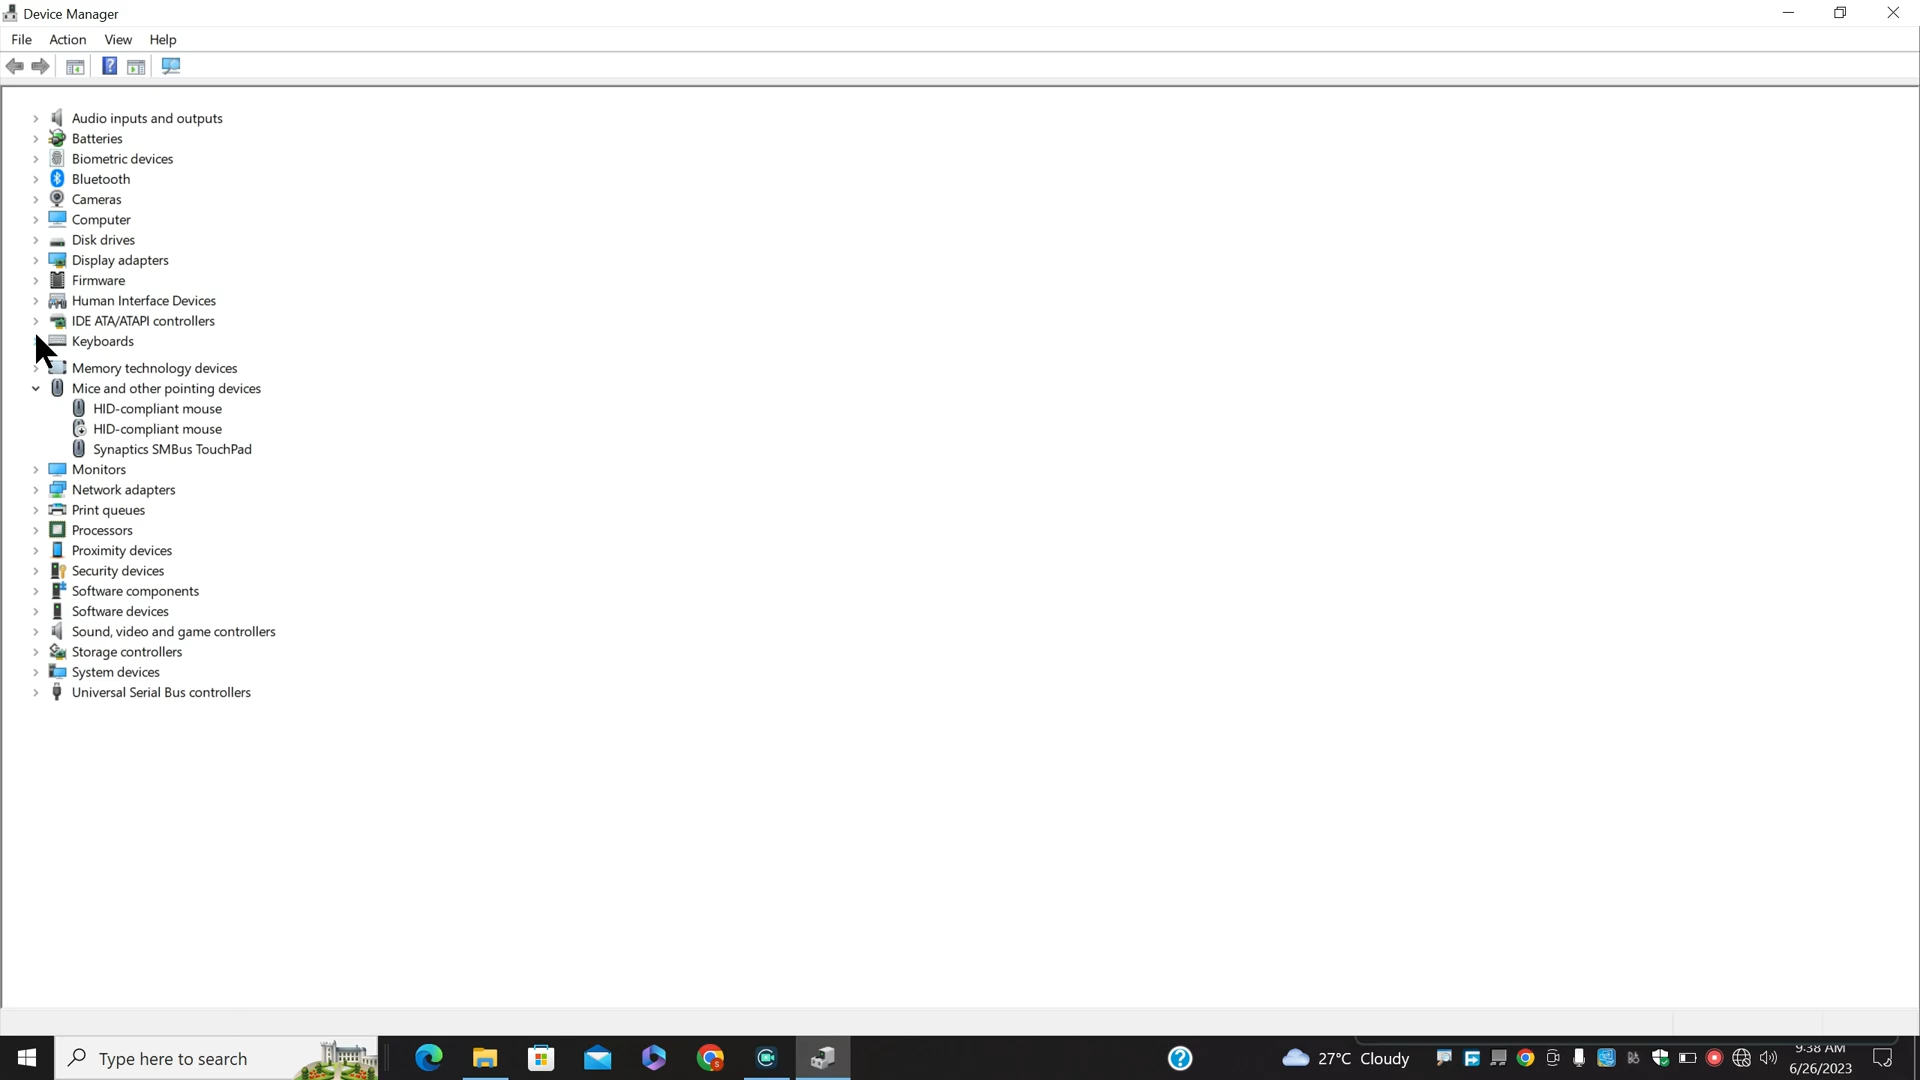 Device Manager
File Action View Help
Audio inputs and outputs
Batteries
Biometric devices
Bluetooth
Cameras
Computer
Disk drives
Display adapters
Firmware
Human Interface Devices
IDE ATA/ATAPI controllers
Keyboards
Memory technology devices
Mice and other pointing devices
HID-compliant mouse
HID-compliant mouse
Synaptics SMBus TouchPad
Monitors
Network adapters
Print queues
Processors
Proximity devices
Security devices
Software components
Software devices
Sound, video and game controllers
Storage controllers
System devices
Universal Serial Bus controllers
Type here to search
27°C Cloudy
9:38 AM
6/26/2023